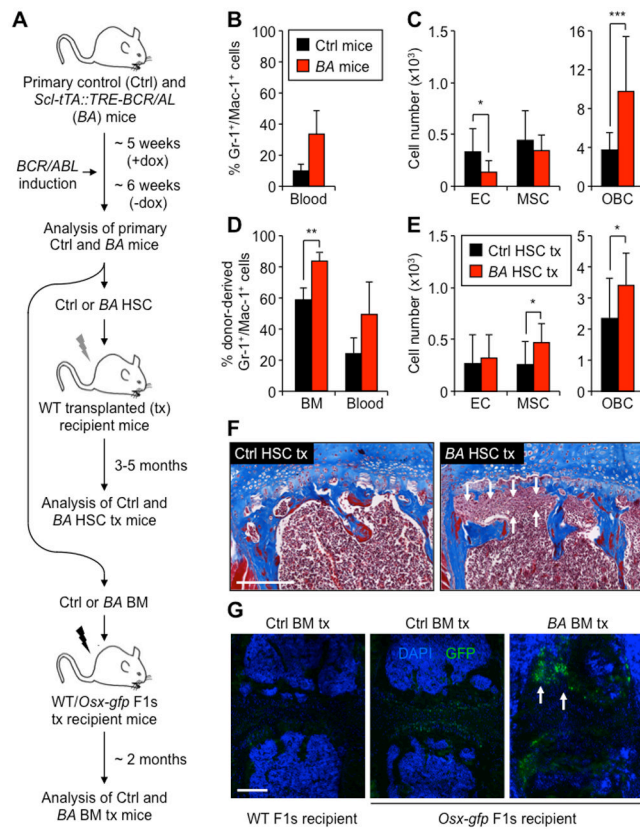 A
Primary control (Ctrl) and
Scl-tTA::TRE-BCR/AL
(BA) mice
~ 5 weeks
(+dox)
BCR/ABL
induction
~ 6 weeks
(-dox)
Analysis of primary
Ctrl and BA mice
Ctrl or BA HSC
WT transplanted (tx)
recipient mice
3-5 months
Analysis of Ctrl and
BA HSC tx mice
Ctrl or BA BM
WT/Osx-gfp F1s
tx recipient mice
~ 2 months
Analysis of Ctrl and
BA BM tx mice
B
% Gr-1+/Mac-1+ cells
100
80
60
40
20
0
Ctrl mice
BA mice
Blood
C
Cell number (x10³)
1.5
1.0
0.5
0
*
EC
MSC
16
12
8
4
0
***
OBC
D
% donor-derived
Gr-1+/Mac-1+ cells
100
80
60
40
20
0
**
BM
Blood
E
Cell number (x10³)
1.5
1.0
0.5
0
Ctrl HSC tx
BA HSC tx
*
EC
MSC
5
4
3
2
1
0
*
OBC
F
Ctrl HSC tx
BA HSC tx
G
Ctrl BM tx
Ctrl BM tx
BA BM tx
DAPI
GFP
WT F1s recipient
Osx-gfp F1s recipient